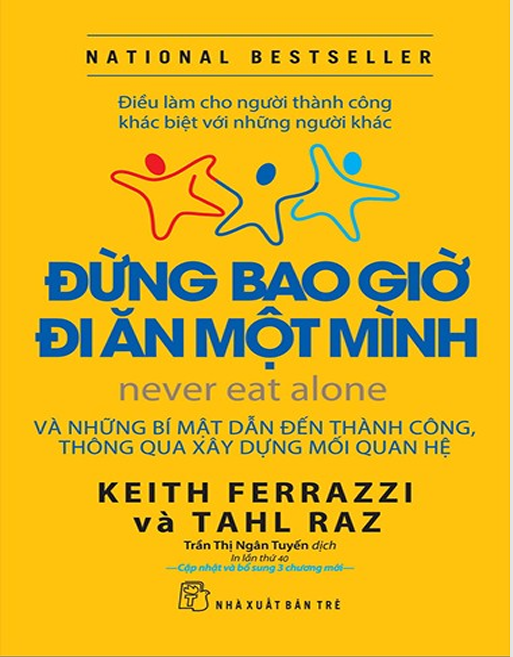 NATIONAL BESTSELLER
Điều làm cho người thành công
khác biệt với những người khác
ĐỪNG BAO GIỜ
ĐI ĂN MỘT MÌNH
never eat alone
VÀ NHỮNG BÍ MẬT DẪN ĐẾN THÀNH CÔNG,
THÔNG QUA XÂY DỰNG MỐI QUAN HỆ
KEITH FERRAZZI
và TAHL RAZ
Trần Thị Ngân Tuyến dịch
In lần thứ 40
—Cập nhật và bổ sung 3 chương mới—
NHÀ XUẤT BẢN TRẺ